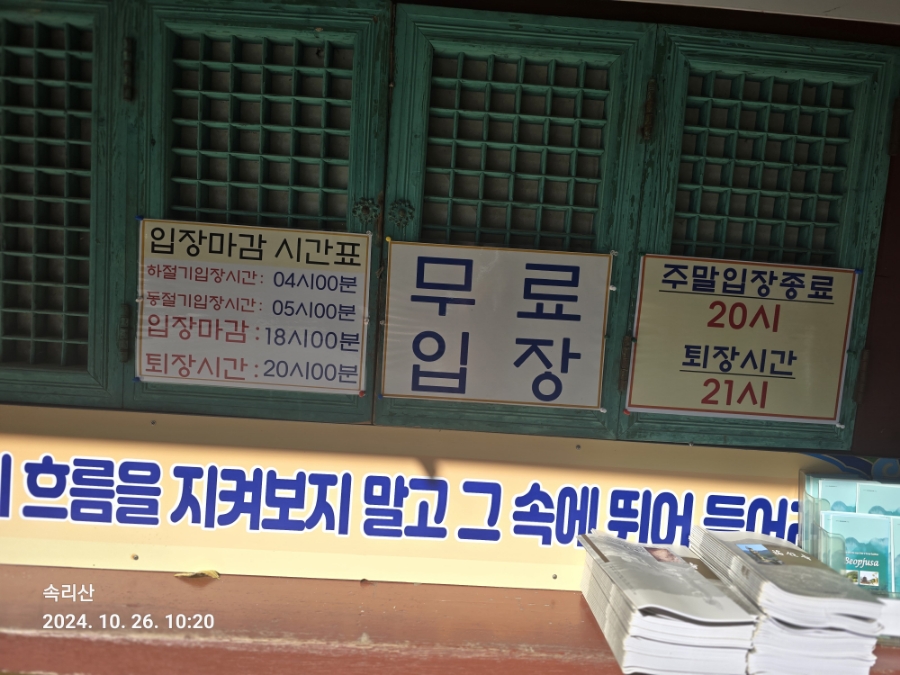 입장마감 시간표
하절기입장시간: 04시00분
동절기입장시간: 05시00분
입장마감:18시00분
퇴장시간:20시00분
무료
입장
주말입장종료
20시
퇴장시간
21시
흐름을 지켜보지 말고 그 속에 뛰어 들어
Beopjusa
속리산
2024. 10. 26. 10:20